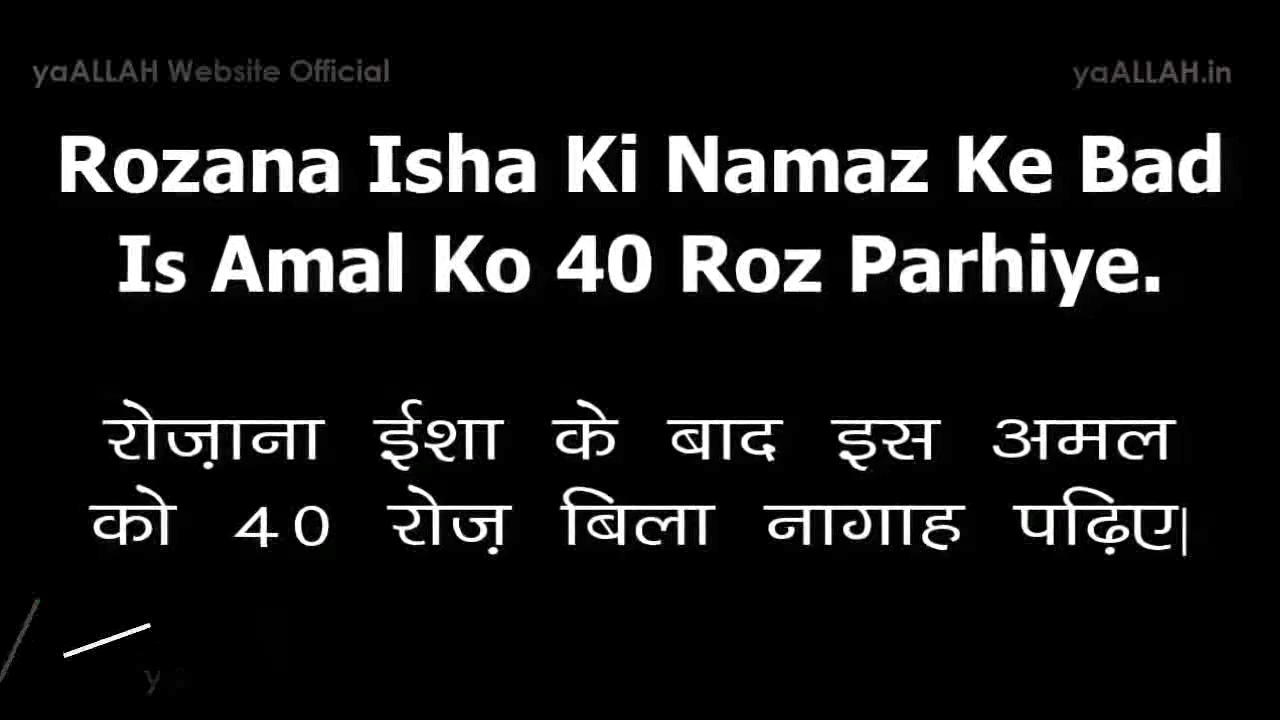 yaALLAH Website Official
yaALLAH.in
Rozana Isha Ki Namaz Ke Bad
Is Amal Ko 40 Roz Parhiye.
रोज़ाना ईशा के बाद इस अमल
को 40 रोज़ बिला नागाह पढ़िए|